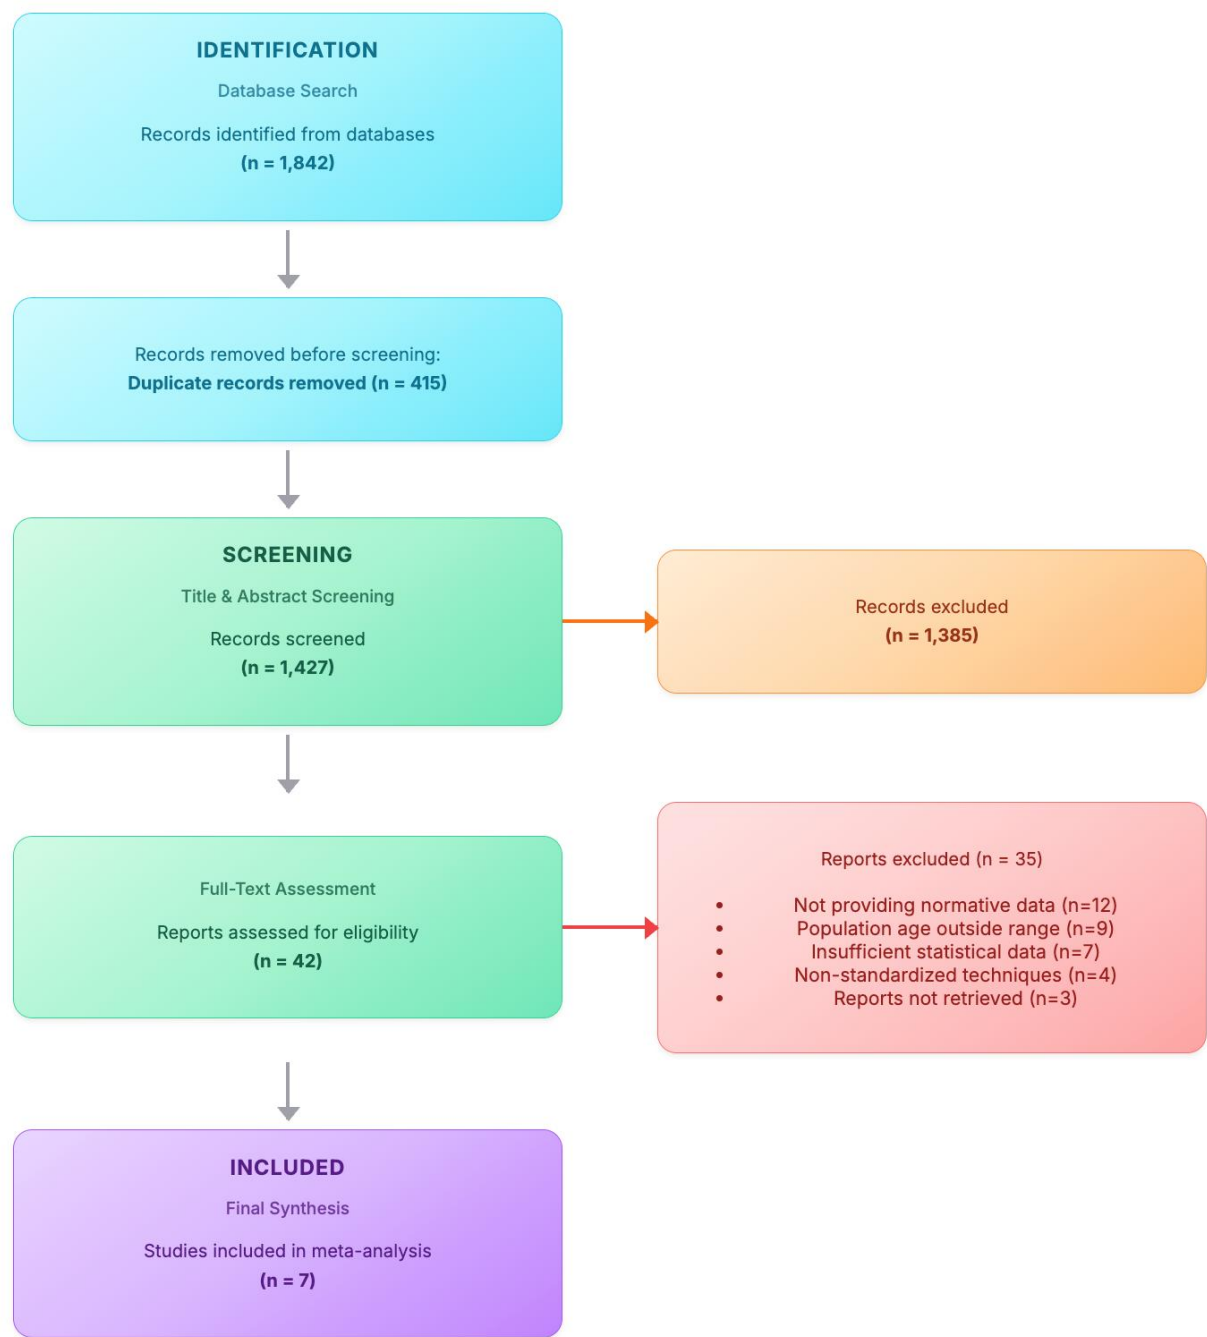 IDENTIFICATION
Database Search
Records identified from databases
(n = 1,842)
Records removed before screening:
Duplicate records removed (n = 415)
SCREENING
Title & Abstract Screening
Records screened
(n = 1,427)
Records excluded
(n = 1,385)
Full-Text Assessment
Reports assessed for eligibility
(n = 42)
Reports excluded (n = 35)
• Not providing normative data (n=12)
• Population age outside range (n=9)
• Insufficient statistical data (n=7)
• Non-standardized techniques (n=4)
• Reports not retrieved (n=3)
INCLUDED
Final Synthesis
Studies included in meta-analysis
(n = 7)